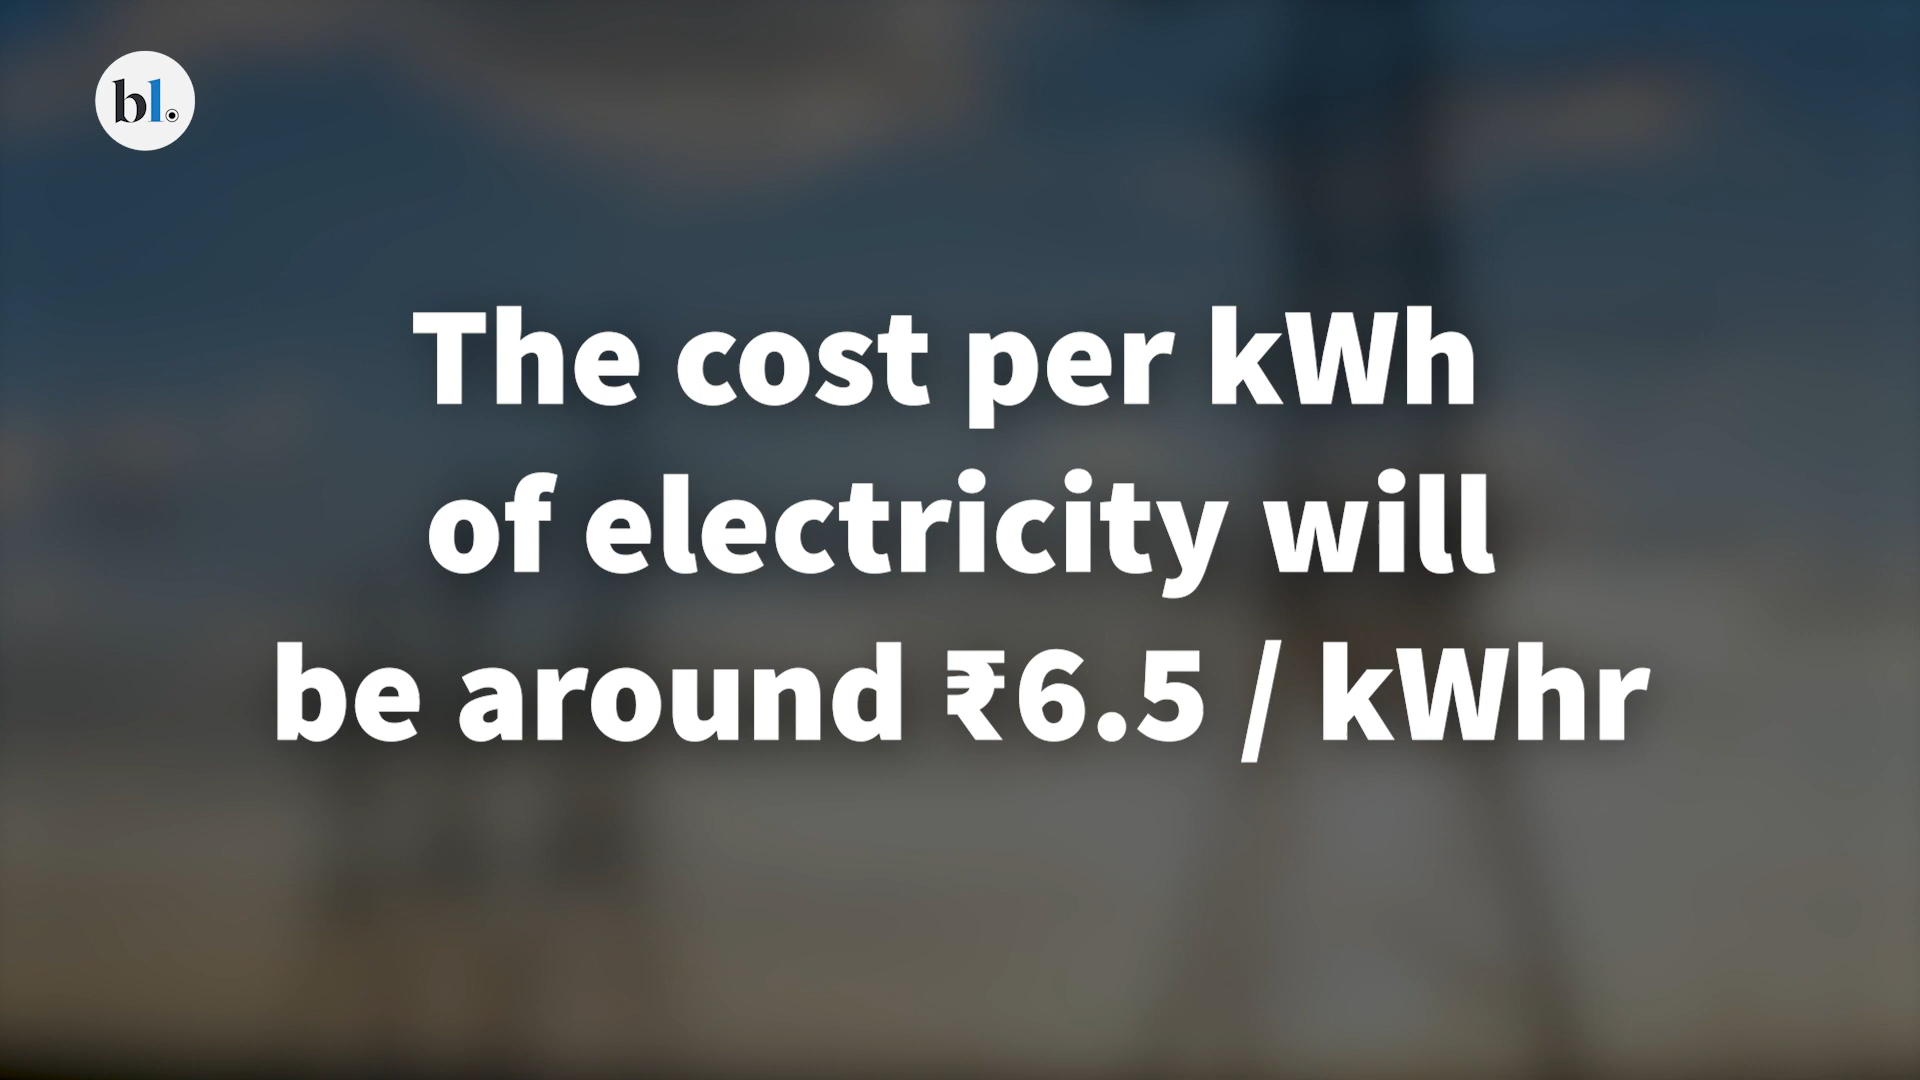 bl.
The cost per kWh
of electricity will
be around ₹6.5 / kWhr